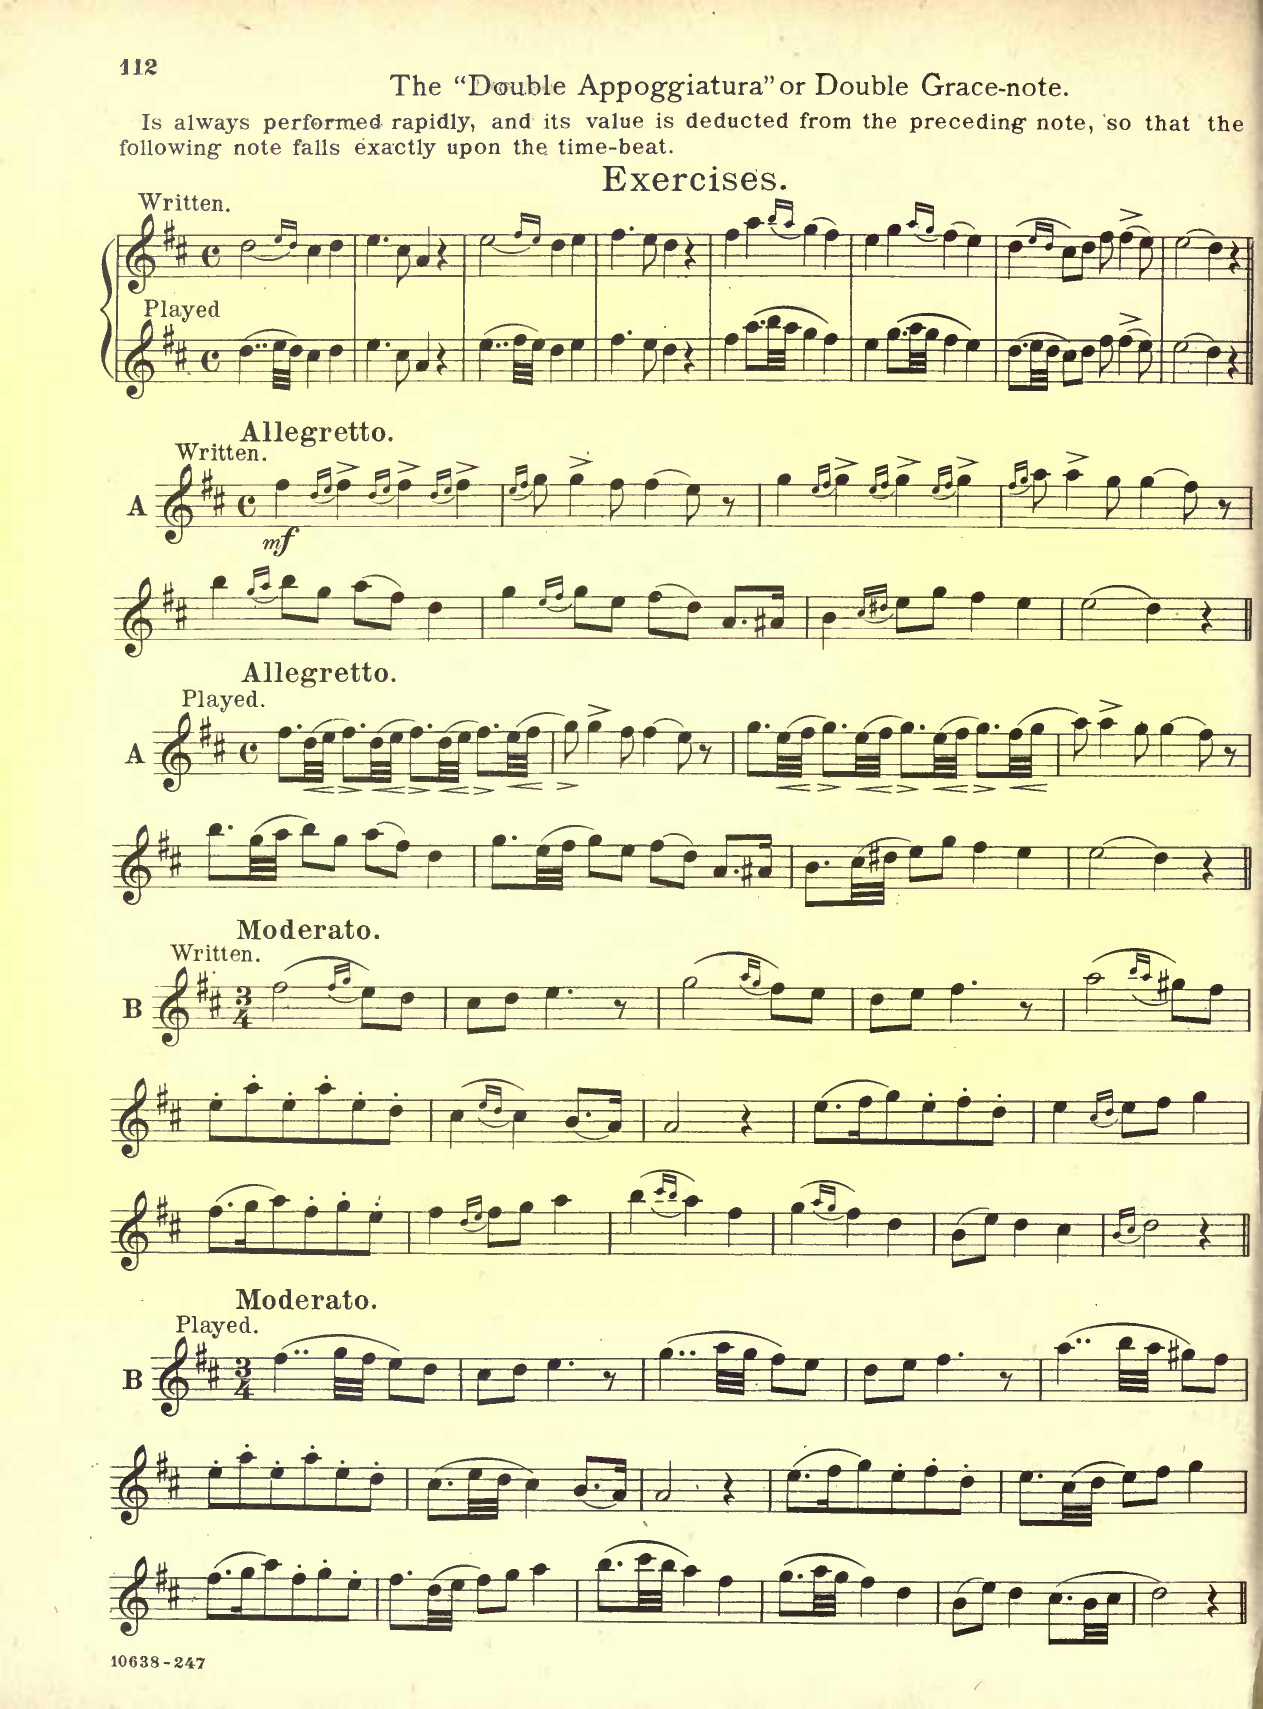 112
The “Double Appoggiatura” or Double Grace-note.
Is always performed rapidly, and its value is deducted from the preceding note, so that the
following note falls exactly upon the time-beat.
Exercises.
Written.
Played
Allegretto.
Written.
A
mf
Allegretto.
Played.
A
Moderato.
Written.
B
3
4
Moderato.
Played.
B
3
4
10638-247